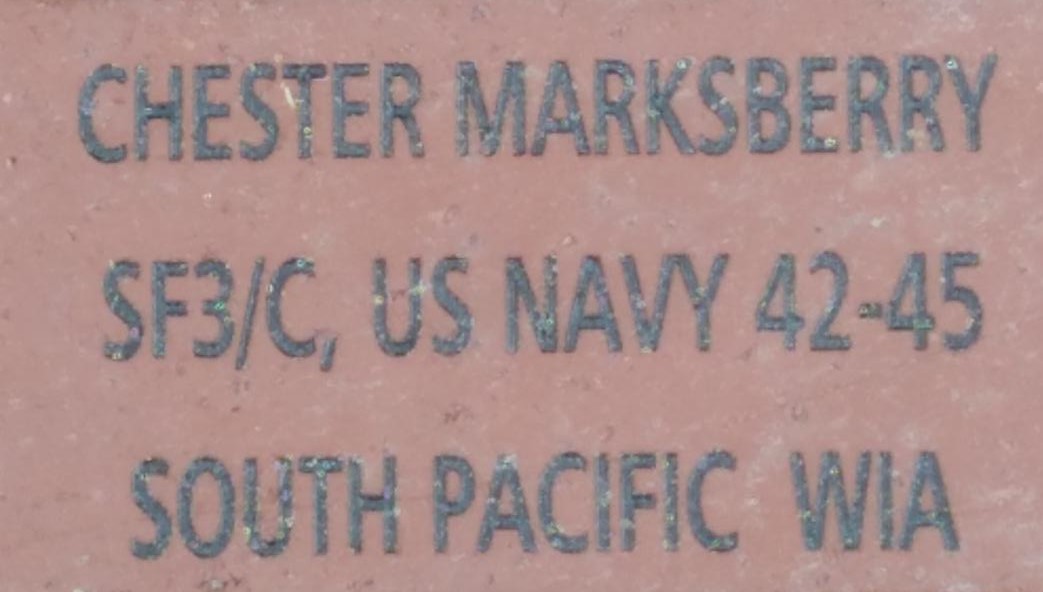 CHESTER MARKSBERRY
SF3/C, US NAVY 42-45
SOUTH PACIFIC WIA